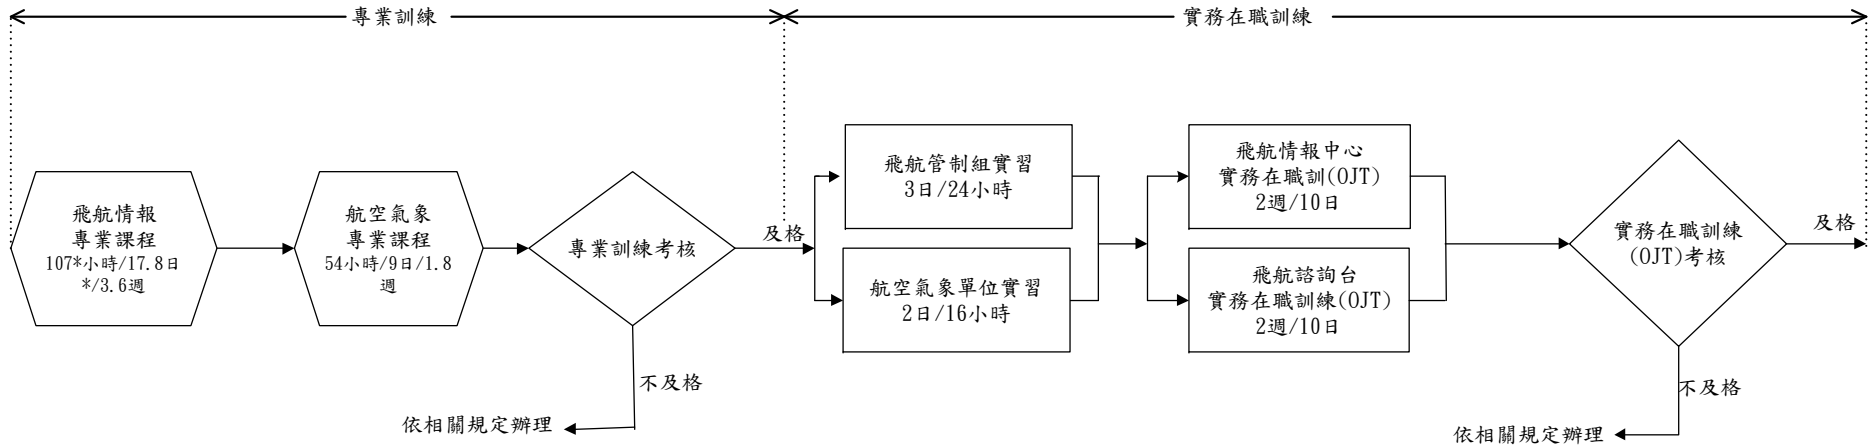 專業訓練
實務在職訓練
飛航情報
專業課程
107*小時/17.8日
*/3.6週
航空氣象
專業課程
54小時/9日/1.8
週
專業訓練考核
及格
不及格
依相關規定辦理
飛航管制組實習
3日/24小時
航空氣象單位實習
2日/16小時
飛航情報中心
實務在職訓(OJT)
2週/10日
飛航諮詢台
實務在職訓練(OJT)
2週/10日
實務在職訓練
(OJT)考核
及格
不及格
依相關規定辦理